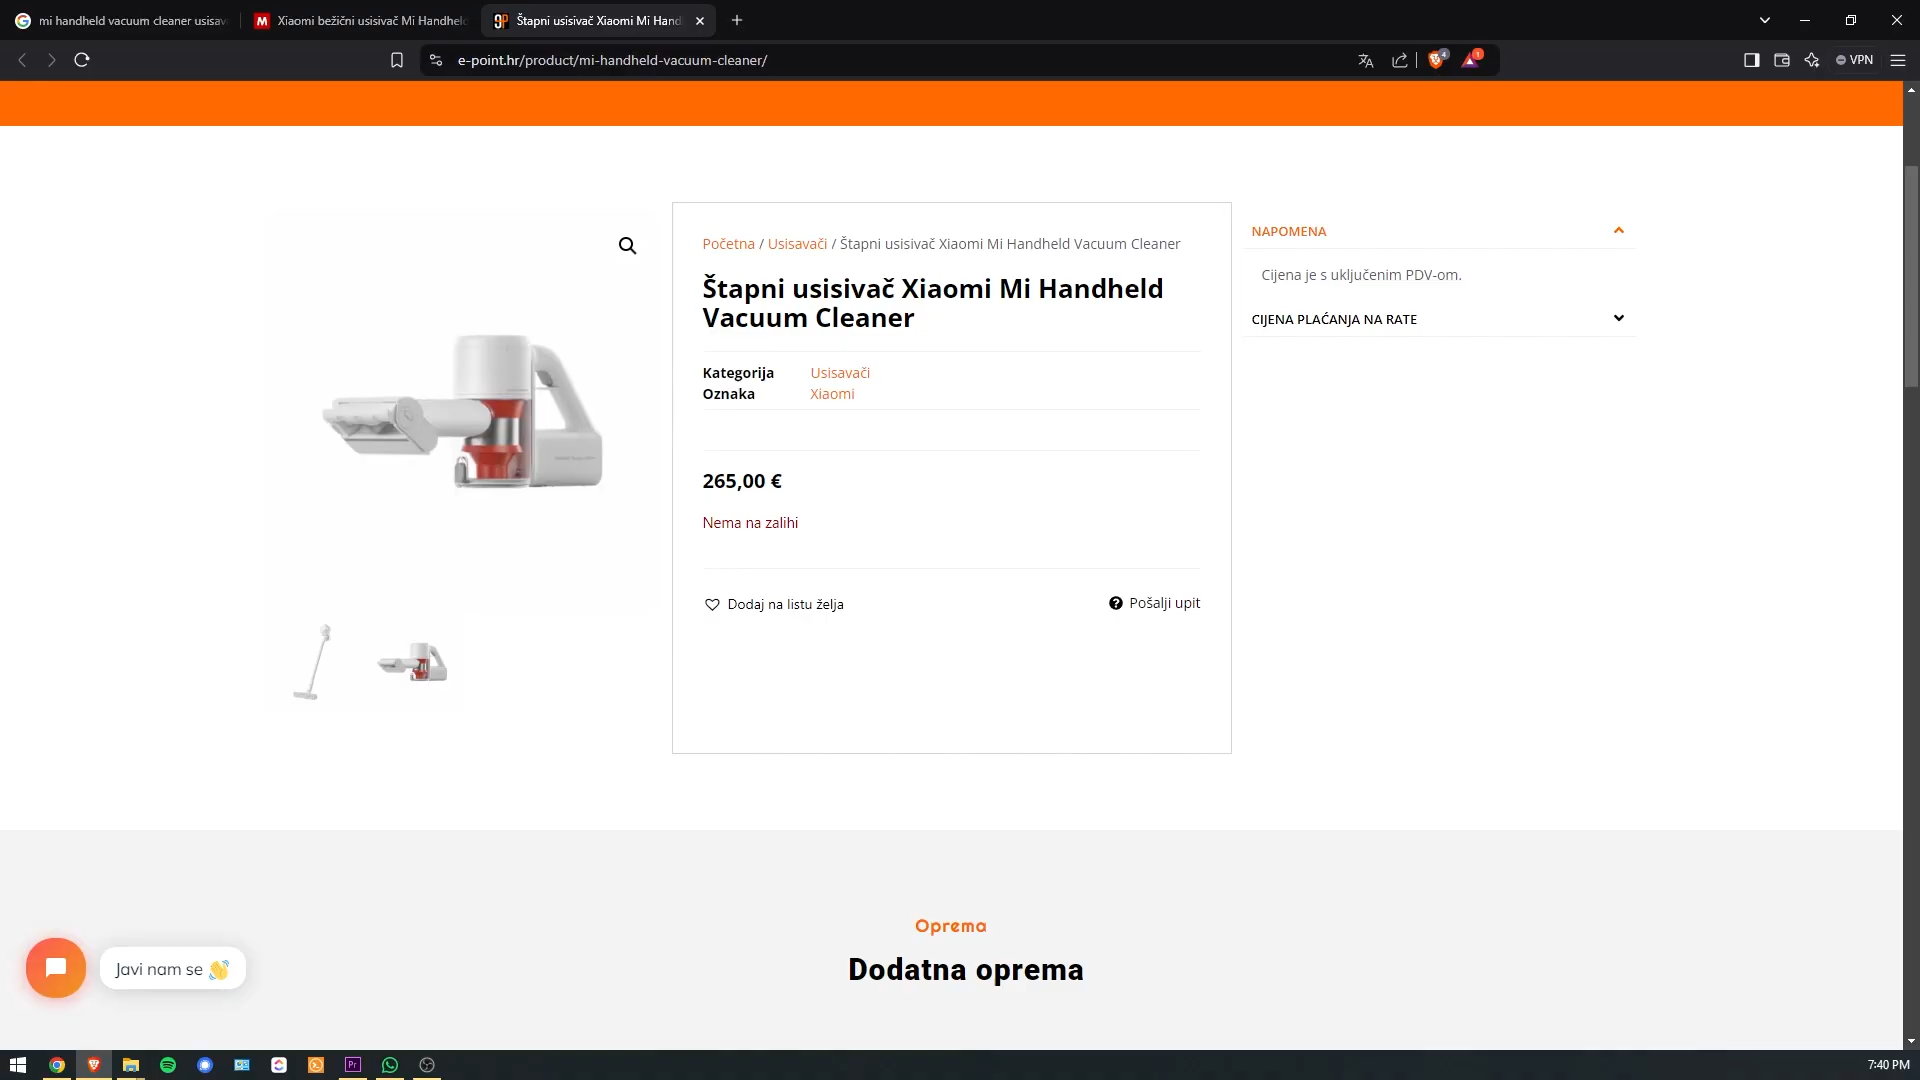 mi handheld vacuum cleaner usisav
Xiaomi bežični usisivač Mi Handheld
Štapni usisivač Xiaomi Mi Hand
e-point.hr/product/mi-handheld-vacuum-cleaner/
4
1
VPN
Početna / Usisavači / Štapni usisivač Xiaomi Mi Handheld Vacuum Cleaner
Štapni usisivač Xiaomi Mi Handheld
Vacuum Cleaner
Kategorija Usisavači
Oznaka Xiaomi
265,00 €
Nema na zalihi
Dodaj na listu želja
Pošalji upit
NAPOMENA
Cijena je s uključenim PDV-om.
CIJENA PLAĆANJA NA RATE
Oprema
Dodatna oprema
Javi nam se 👋
Pr
7:40 PM